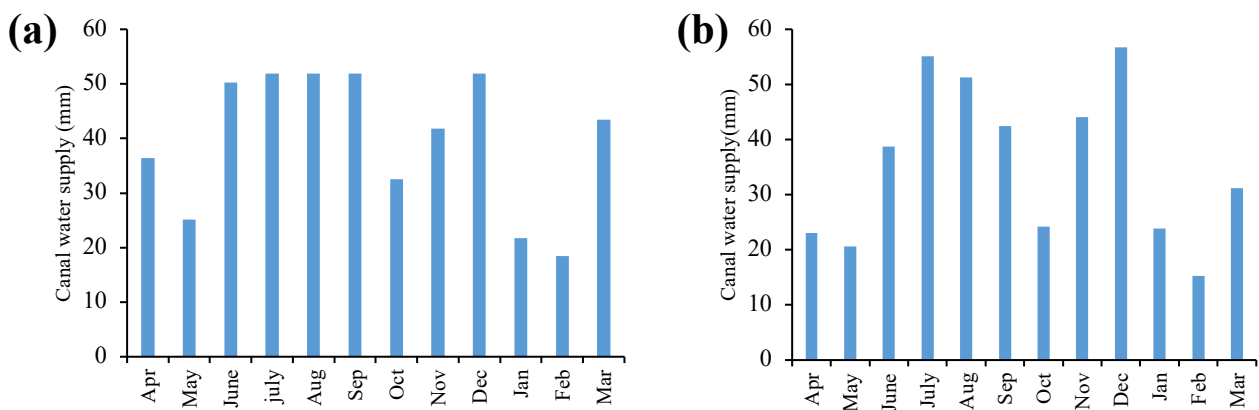 (a)
Canal water supply (mm)
60
50
40
30
20
10
0
Apr
May
June
july
Aug
Sep
Oct
Nov
Dec
Jan
Feb
Mar
(b)
Canal water supply(mm)
60
50
40
30
20
10
0
Apr
May
June
July
Aug
Sep
Oct
Nov
Dec
Jan
Feb
Mar